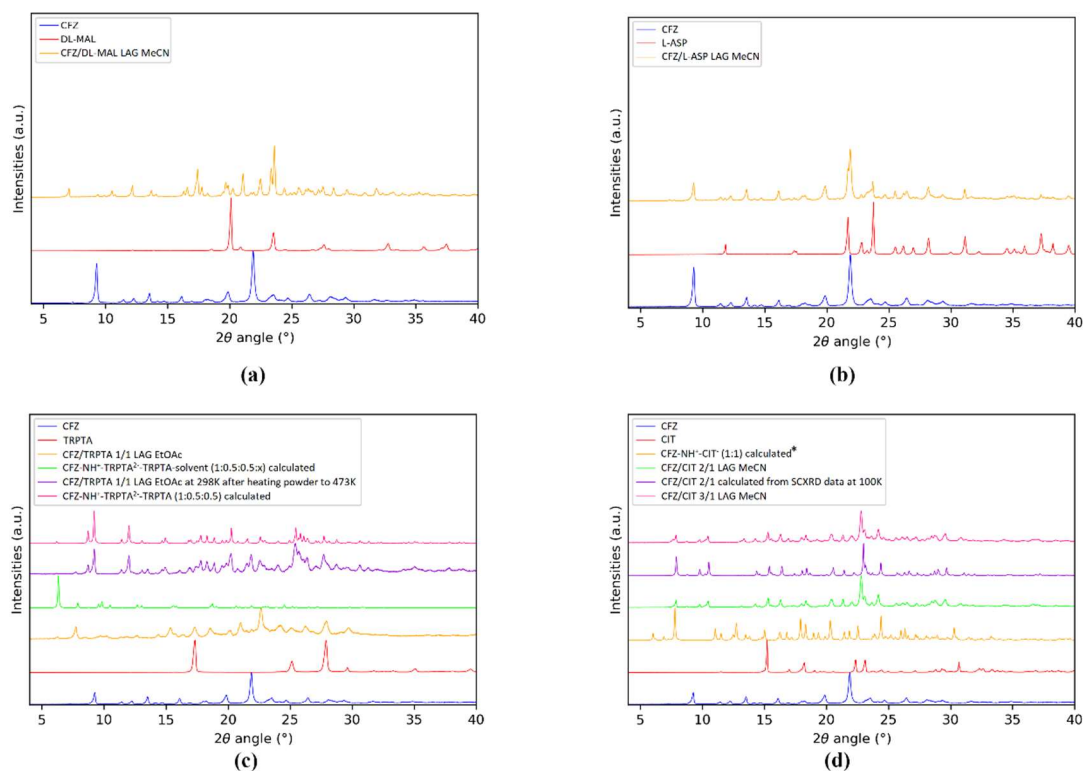 CFZ
DL-MAL
CFZ/DL-MAL LAG MeCN
Intensities (a.u.)
5 10 15 20 25 30 35 40
2θ angle (°)
(a)
CFZ
L-ASP
CFZ/L-ASP LAG MeCN
Intensities (a.u.)
5 10 15 20 25 30 35 40
2θ angle (°)
(b)
CFZ
TRPTA
CFZ/TRPTA 1/1 LAG EtOAc
CFZ-NH⁺-TRPTA²⁻-TRPTA-solvent (1:0.5:0.5:x) calculated
CFZ/TRPTA 1/1 LAG EtOAc at 298K after heating powder to 473K
CFZ-NH⁺-TRPTA²⁻-TRPTA (1:0.5:0.5) calculated
Intensities (a.u.)
5 10 15 20 25 30 35 40
2θ angle (°)
(c)
CFZ
CIT
CFZ-NH⁺-CIT⁻ (1:1) calculated*
CFZ/CIT 2/1 LAG MeCN
CFZ/CIT 2/1 calculated from SCXRD data at 100K
CFZ/CIT 3/1 LAG MeCN
Intensities (a.u.)
5 10 15 20 25 30 35 40
2θ angle (°)
(d)